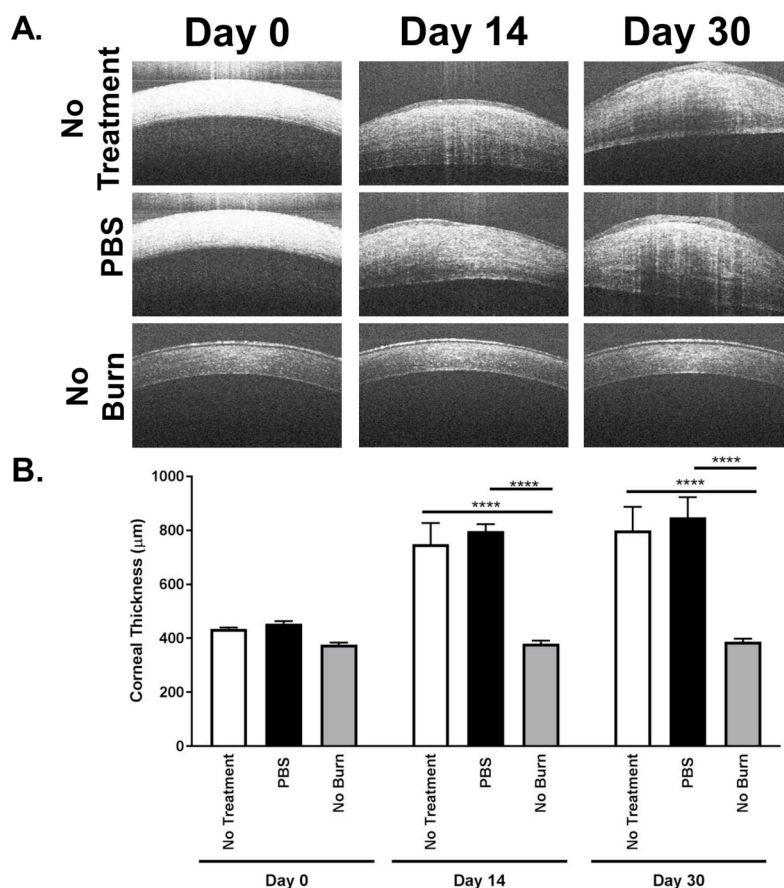 A.
Day 0
Day 14
Day 30
No
Treatment
PBS
No
Burn
B.
Corneal Thickness (μm)
1000
800
600
400
200
0
****
****
****
****
No Treatment
PBS
No Burn
No Treatment
PBS
No Burn
No Treatment
PBS
No Burn
Day 0
Day 14
Day 30